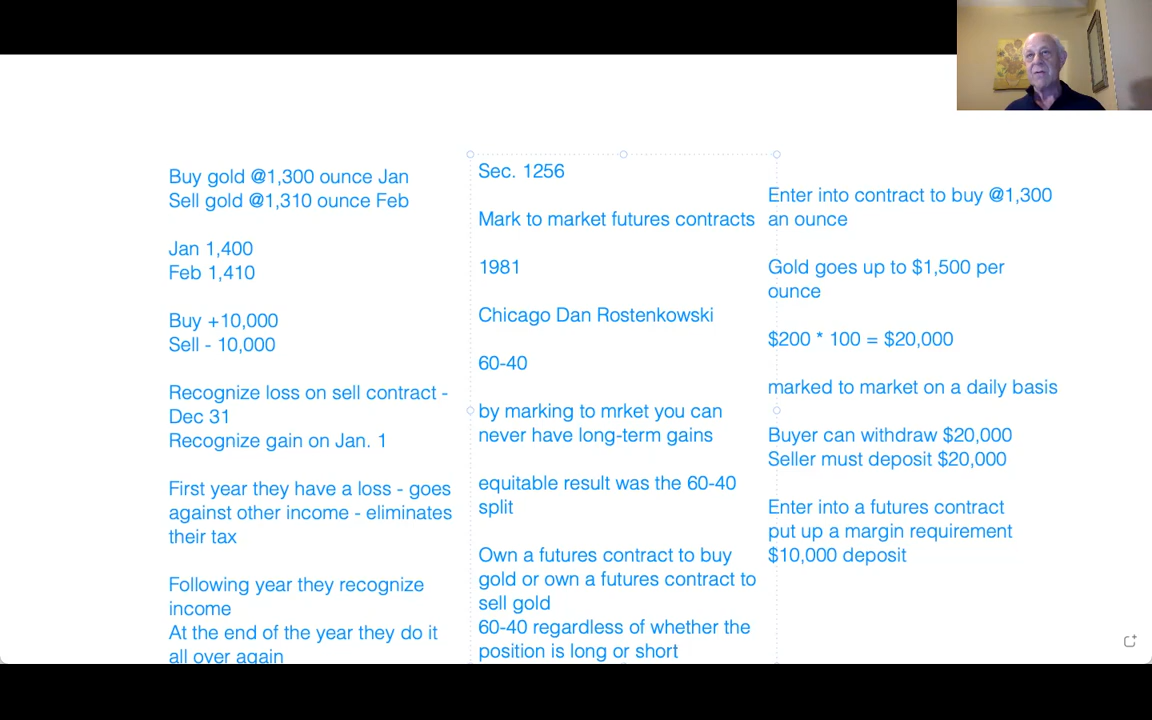 Buy gold @1,300 ounce Jan
Sell gold @1,310 ounce Feb
Jan 1,400
Feb 1,410
Buy +10,000
Sell - 10,000
Recognize loss on sell contract -
Dec 31
Recognize gain on Jan. 1
First year they have a loss - goes
against other income - eliminates
their tax
Following year they recognize
income
At the end of the year they do it
all over again
Sec. 1256
Mark to market futures contracts
1981
Chicago Dan Rostenkowski
60-40
by marking to mrket you can
never have long-term gains
equitable result was the 60-40
split
Own a futures contract to buy
gold or own a futures contract to
sell gold
60-40 regardless of whether the
position is long or short
Enter into contract to buy @1,300
an ounce
Gold goes up to $1,500 per
ounce
$200 * 100 = $20,000
marked to market on a daily basis
Buyer can withdraw $20,000
Seller must deposit $20,000
Enter into a futures contract
put up a margin requirement
$10,000 deposit